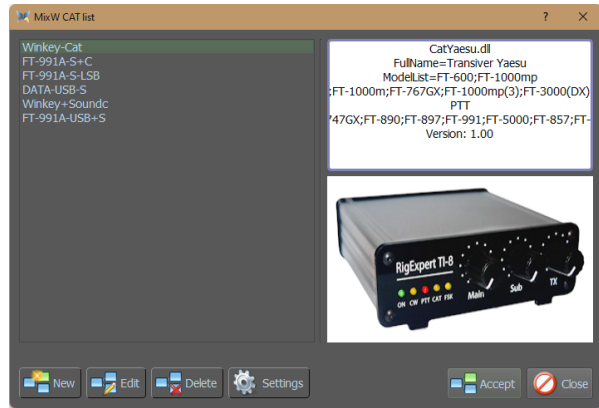 MixW CAT list
?
Winkey-Cat
FT-991A-S+C
FT-991A-S-LSB
DATA-USB-S
Winkey+Soundc
FT-991A-USB+S
CatYaesu.dll
FullName=Transiver Yaesu
ModelList=FT-600;FT-1000mp
;FT-1000m;FT-767GX;FT-1000mp(3);FT-3000(DX)
PTT
'47GX;FT-890;FT-897;FT-991;FT-5000;FT-857;FT-
Version: 1.00
RigExpert TI-8
ON CW PTT CAT FSK
Main Sub TX
New Edit Delete Settings Accept Close